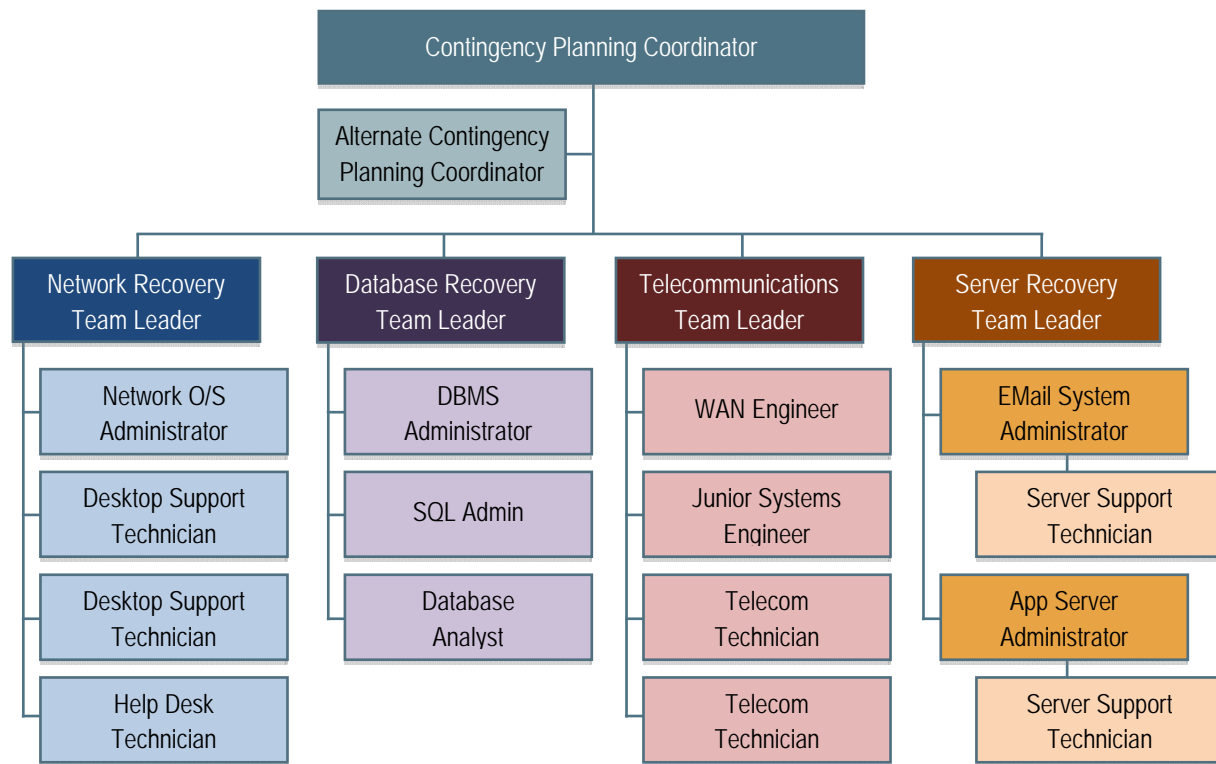 Contingency Planning Coordinator
Alternate Contingency
Planning Coordinator
Network Recovery
Team Leader
Network O/S
Administrator
Desktop Support
Technician
Desktop Support
Technician
Help Desk
Technician
Database Recovery
Team Leader
DBMS
Administrator
SQL Admin
Database
Analyst
Telecommunications
Team Leader
WAN Engineer
Junior Systems
Engineer
Telecom
Technician
Telecom
Technician
Server Recovery
Team Leader
EMail System
Administrator
Server Support
Technician
App Server
Administrator
Server Support
Technician